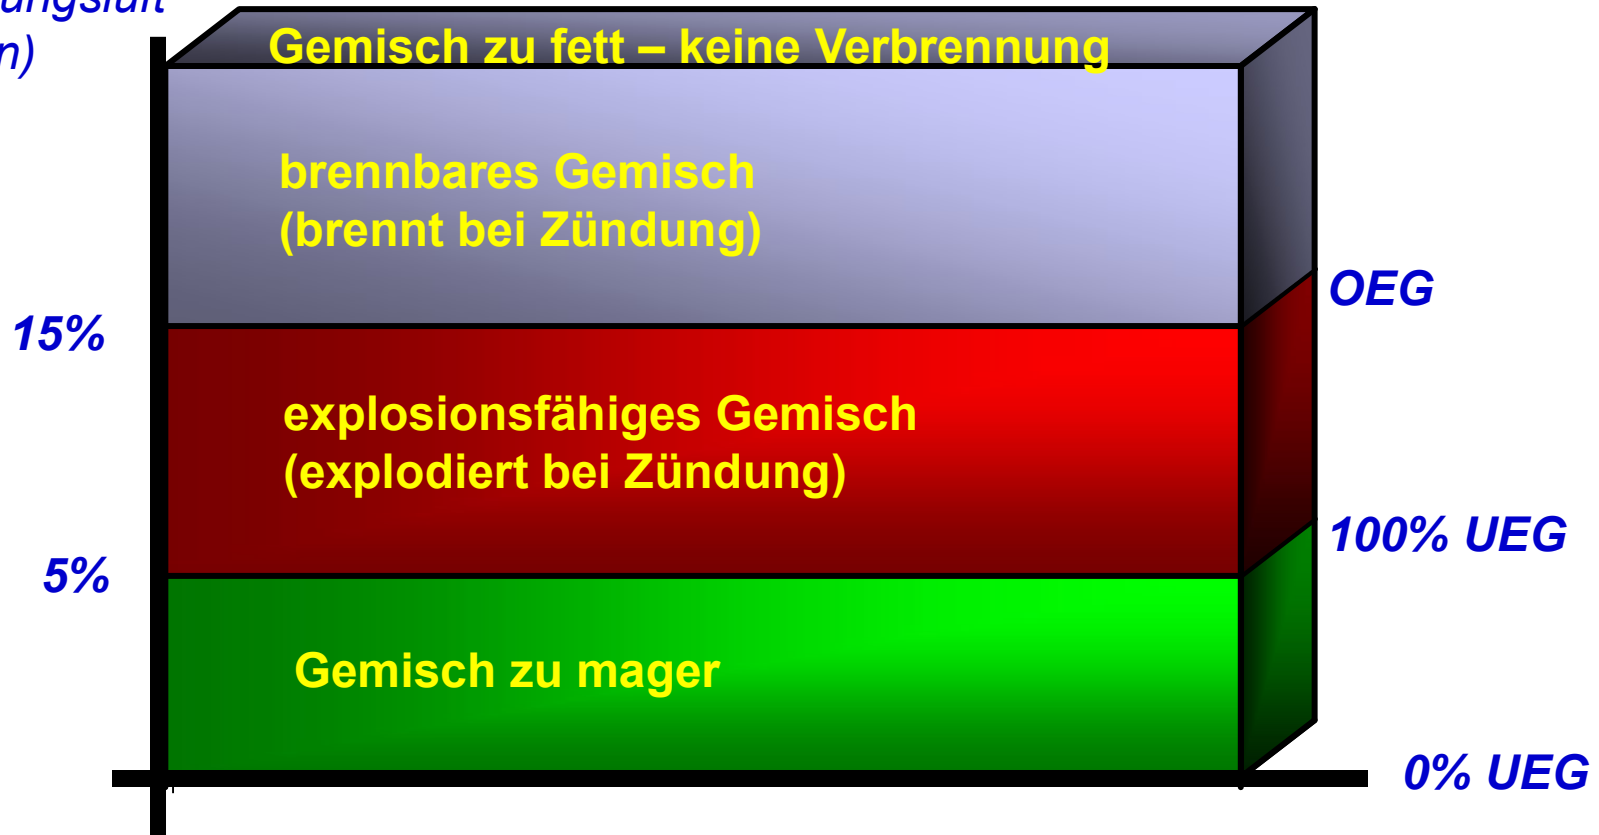 n)
Gemisch zu fett – keine Verbrennung
brennbares Gemisch
(brennt bei Zündung)
OEG
15%
explosionsfähiges Gemisch
(explodiert bei Zündung)
100% UEG
5%
Gemisch zu mager
0% UEG